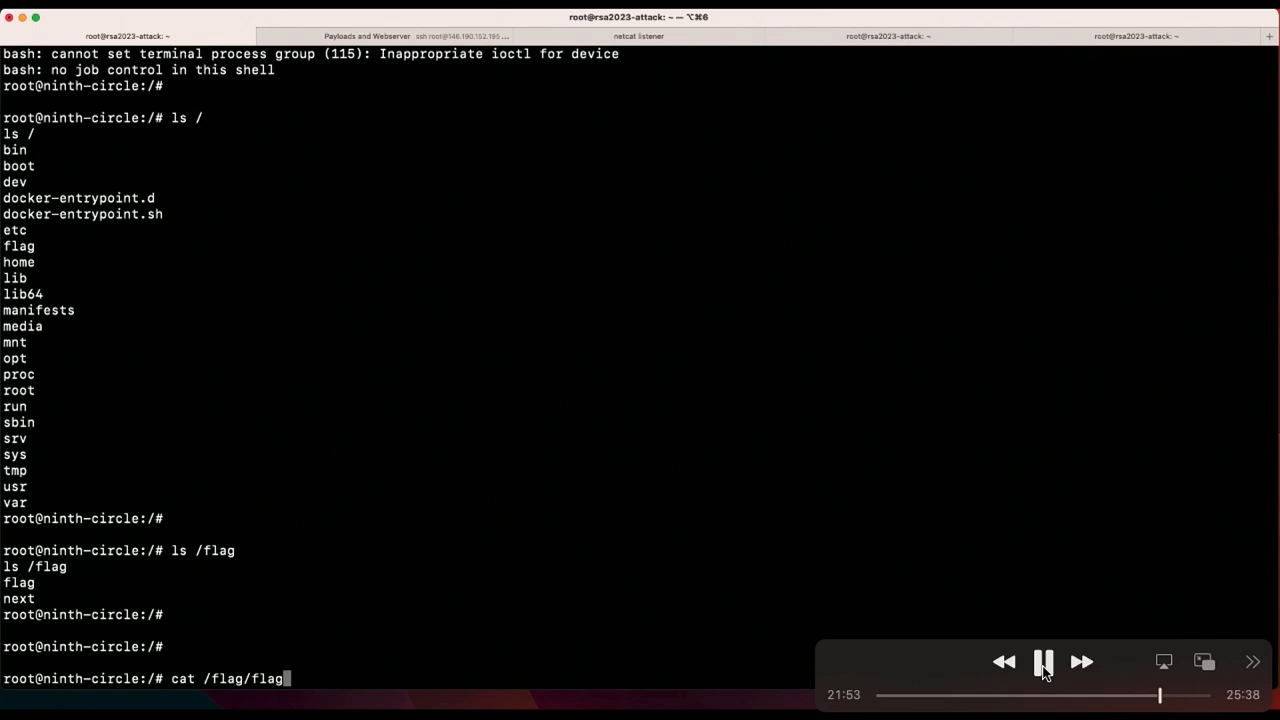 root@rsa2023-attack: ~ — ⌥⌘6
root@rsa2023-attack: ~
Payloads and Webserver ssh root@146.190.152.195 ...
netcat listener
root@rsa2023-attack: ~
root@rsa2023-attack: ~
bash: cannot set terminal process group (115): Inappropriate ioctl for device
bash: no job control in this shell
root@ninth-circle:/#
root@ninth-circle:/# ls /
ls /
bin
boot
dev
docker-entrypoint.d
docker-entrypoint.sh
etc
flag
home
lib
lib64
manifests
media
mnt
opt
proc
root
run
sbin
srv
sys
tmp
usr
var
root@ninth-circle:/#
root@ninth-circle:/# ls /flag
ls /flag
flag
next
root@ninth-circle:/#
root@ninth-circle:/#
root@ninth-circle:/# cat /flag/flag
21:53
25:38